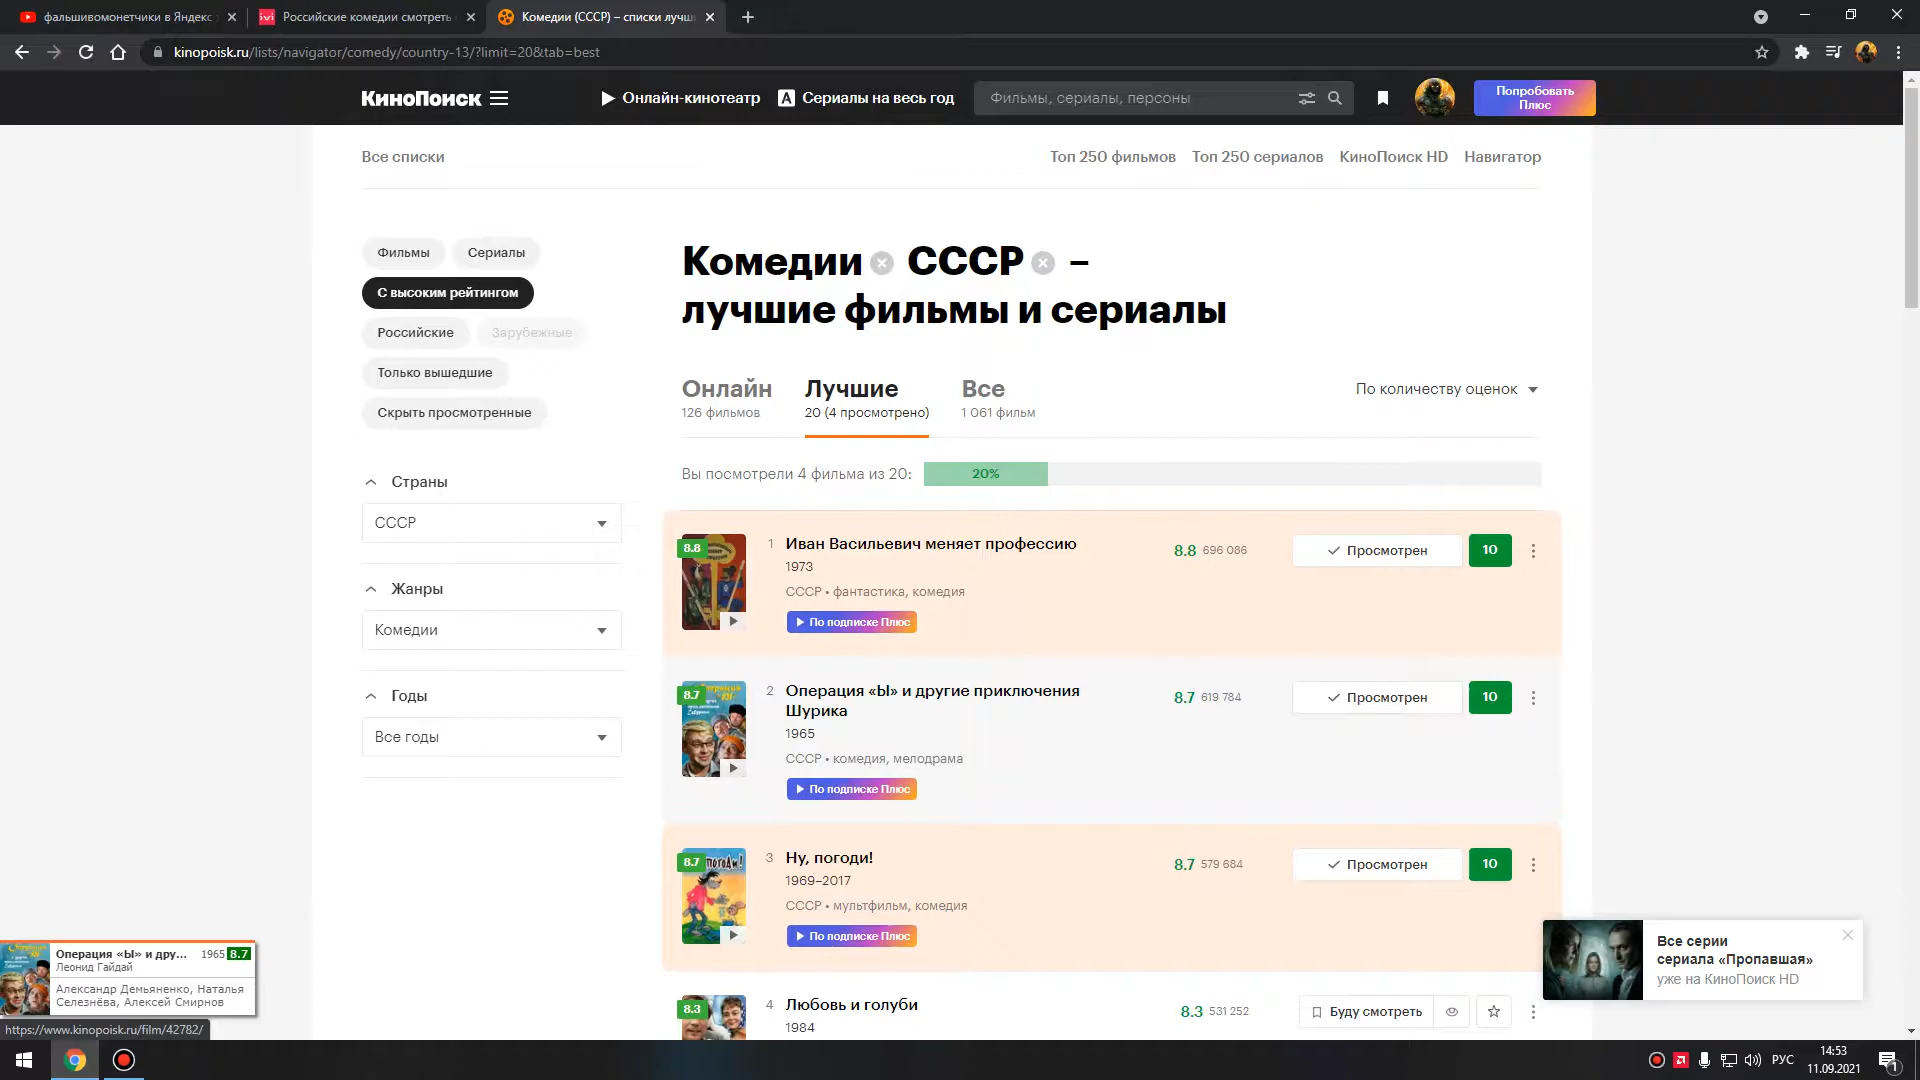 фальшивомонетчики в Яндекс
ivi
Российские комедии смотреть
Комедии (СССР) – списки лучш
kinopoisk.ru/lists/navigator/comedy/country-13/?limit=20&tab=best
КиноПоиск
Онлайн-кинотеатр
Сериалы на весь год
Фильмы, сериалы, персоны
Попробовать
Плюс
Все списки
Топ 250 фильмов
Топ 250 сериалов
КиноПоиск HD
Навигатор
Фильмы
Сериалы
С высоким рейтингом
Российские
Зарубежные
Только вышедшие
Скрыть просмотренные
Страны
СССР
Жанры
Комедии
Годы
Все годы
Комедии СССР –
лучшие фильмы и сериалы
Онлайн
126 фильмов
Лучшие
20 (4 просмотрено)
Все
1 061 фильм
По количеству оценок
Вы посмотрели 4 фильма из 20:
20%
8.8
1
Иван Васильевич меняет профессию
1973
СССР • фантастика, комедия
По подписке Плюс
8.8 696 086
Просмотрен
10
8.7
2
Операция «Ы» и другие приключения
Шурика
1965
СССР • комедия, мелодрама
По подписке Плюс
8.7 619 784
Просмотрен
10
8.7
3
Ну, погоди!
1969–2017
СССР • мультфильм, комедия
По подписке Плюс
8.7 579 684
Просмотрен
10
8.3
4
Любовь и голуби
1984
8.3 531 252
Буду смотреть
Все серии
сериала «Пропавшая»
уже на КиноПоиск HD
Операция «Ы» и дру... 1965 8.7
Леонид Гайдай
Александр Демьяненко, Наталья
Селезнёва, Алексей Смирнов
https://www.kinopoisk.ru/film/42782/
РУС
14:53
11.09.2021
1